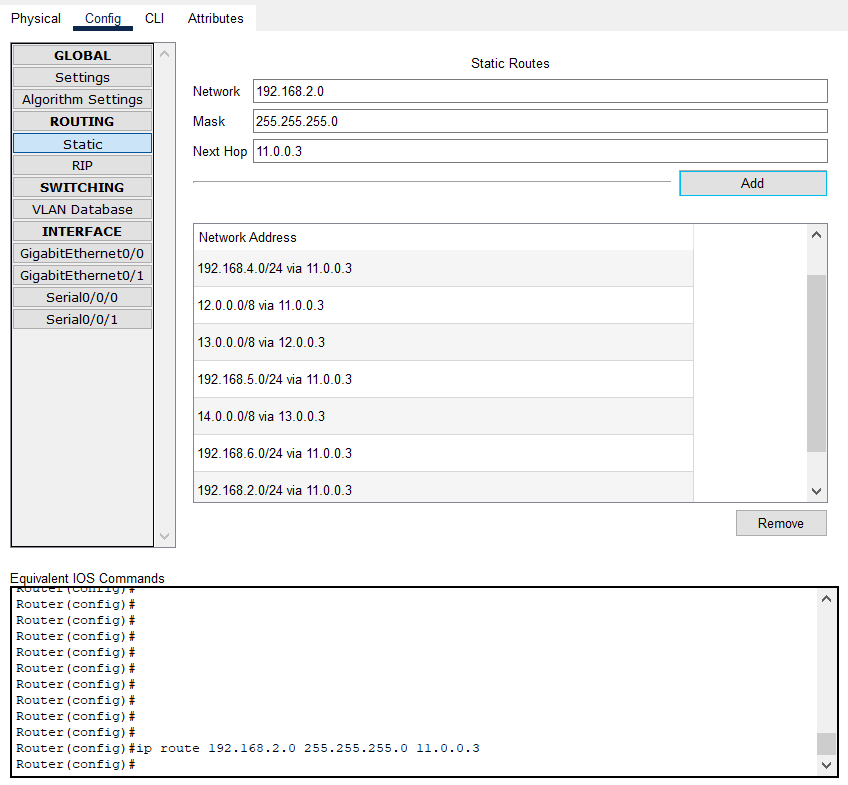 Physical Config CLI Attributes
GLOBAL
Settings
Algorithm Settings
ROUTING
Static
RIP
SWITCHING
VLAN Database
INTERFACE
GigabitEthernet0/0
GigabitEthernet0/1
Serial0/0/0
Serial0/0/1
Static Routes
Network 192.168.2.0
Mask 255.255.255.0
Next Hop 11.0.0.3
Add
Network Address
192.168.4.0/24 via 11.0.0.3
12.0.0.0/8 via 11.0.0.3
13.0.0.0/8 via 12.0.0.3
192.168.5.0/24 via 11.0.0.3
14.0.0.0/8 via 13.0.0.3
192.168.6.0/24 via 11.0.0.3
192.168.2.0/24 via 11.0.0.3
Remove
Equivalent IOS Commands
Router(config)#
Router(config)#
Router(config)#
Router(config)#
Router(config)#
Router(config)#
Router(config)#
Router(config)#
Router(config)#
Router(config)#
Router(config)#ip route 192.168.2.0 255.255.255.0 11.0.0.3
Router(config)#